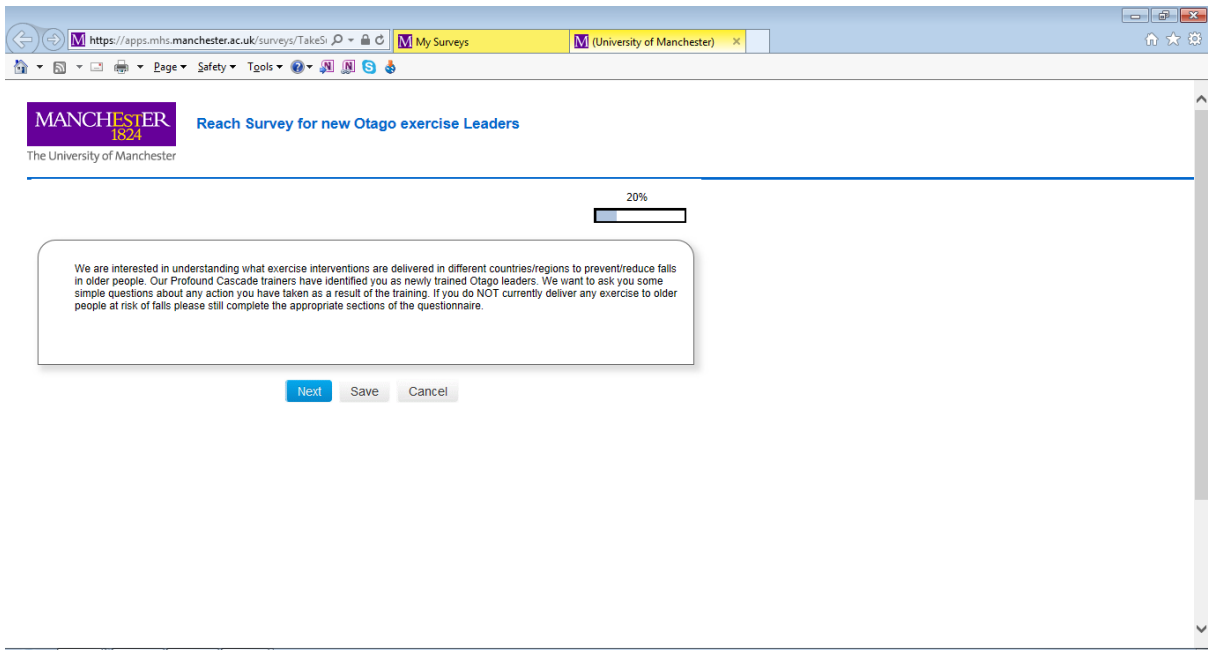 https://apps.mhs.manchester.ac.uk/surveys/TakeSu
My Surveys
(University of Manchester)
Page
Safety
Tools
MANCHESTER
1824
The University of Manchester
Reach Survey for new Otago exercise Leaders
20%
We are interested in understanding what exercise interventions are delivered in different countries/regions to prevent/reduce falls
in older people. Our Profound Cascade trainers have identified you as newly trained Otago leaders. We want to ask you some
simple questions about any action you have taken as a result of the training. If you do NOT currently deliver any exercise to older
people at risk of falls please still complete the appropriate sections of the questionnaire.
Next Save Cancel